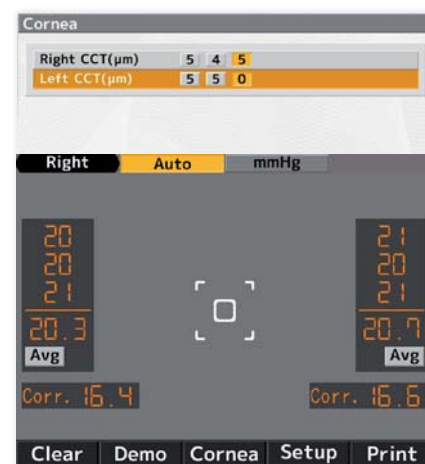 Cornea
Right CCT(μm) 5 4 5
Left CCT(μm) 5 5 0
Right Auto mmHg
20 21
20 20
21 21
20.3 20.7
Avg Avg
Corr. 16.4 Corr. 16.6
Clear Demo Cornea Setup Print